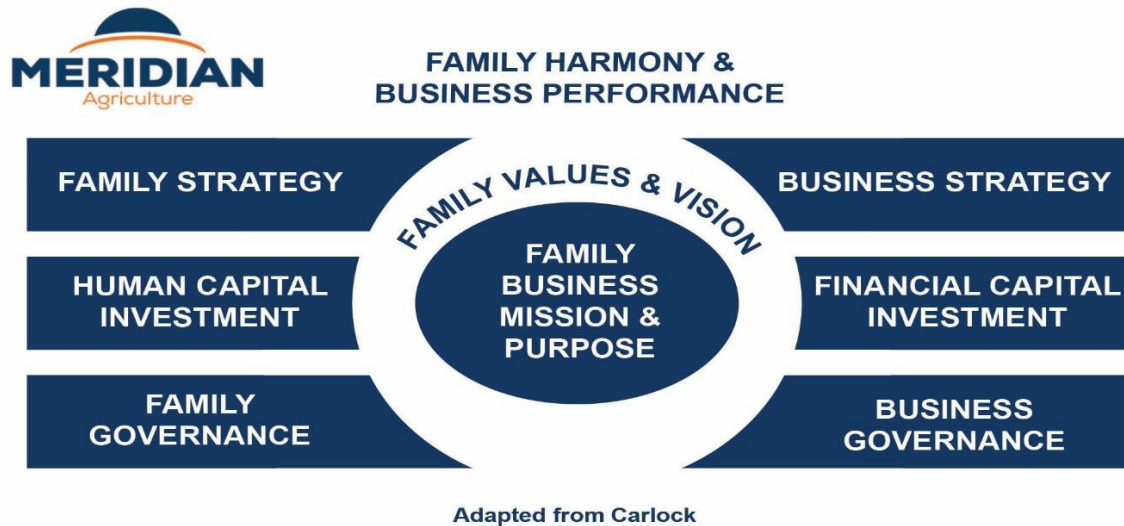 MERIDIAN
Agriculture
FAMILY HARMONY &
BUSINESS PERFORMANCE
FAMILY STRATEGY
FAMILY VALUES & VISION
BUSINESS STRATEGY
HUMAN CAPITAL
INVESTMENT
FAMILY
BUSINESS
MISSION &
PURPOSE
FINANCIAL CAPITAL
INVESTMENT
FAMILY
GOVERNANCE
BUSINESS
GOVERNANCE
Adapted from Carlock